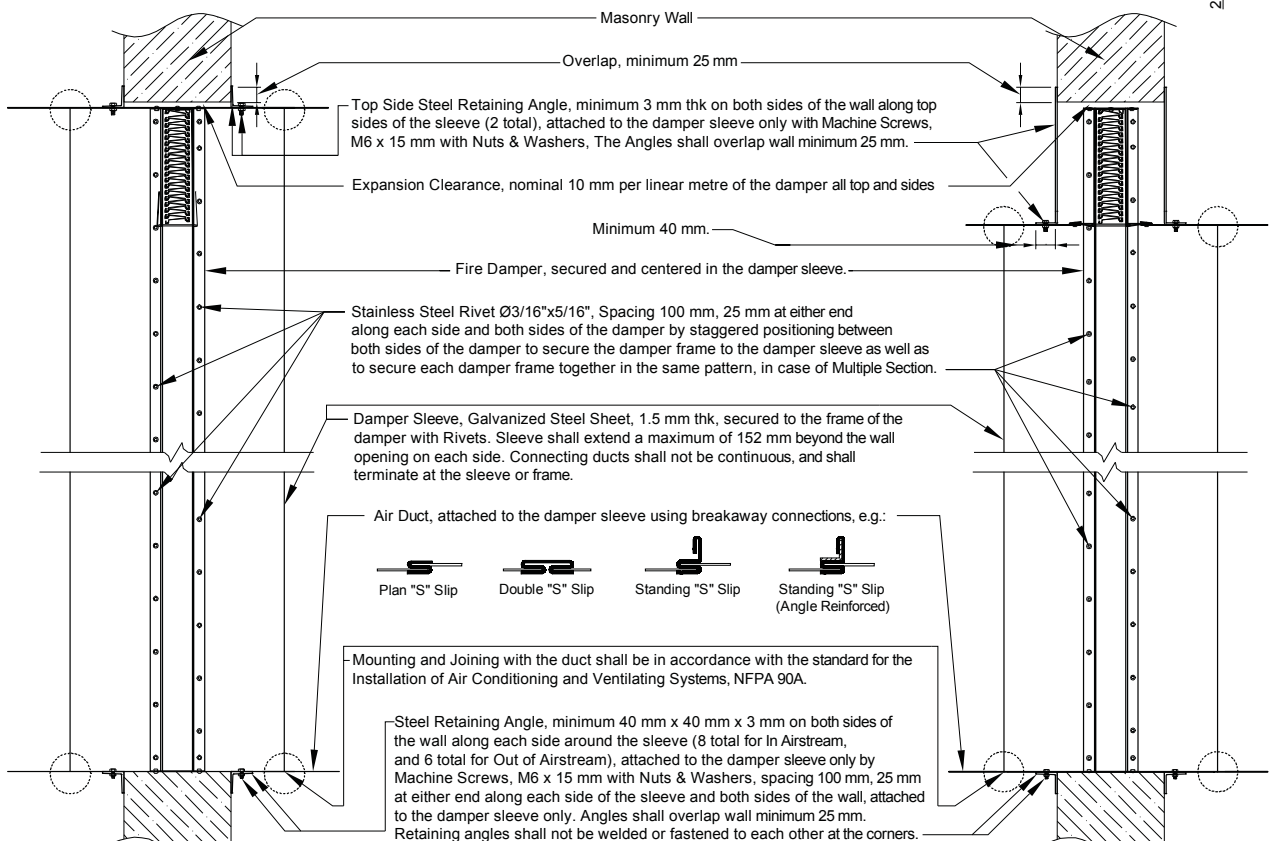 2
Masonry Wall
Overlap, minimum 25 mm
Top Side Steel Retaining Angle, minimum 3 mm thk on both sides of the wall along top
sides of the sleeve (2 total), attached to the damper sleeve only with Machine Screws,
M6 x 15 mm with Nuts & Washers, The Angles shall overlap wall minimum 25 mm.
Expansion Clearance, nominal 10 mm per linear metre of the damper all top and sides
Minimum 40 mm.
Fire Damper, secured and centered in the damper sleeve.
Stainless Steel Rivet Ø3/16"x5/16", Spacing 100 mm, 25 mm at either end
along each side and both sides of the damper by staggered positioning between
both sides of the damper to secure the damper frame to the damper sleeve as well as
to secure each damper frame together in the same pattern, in case of Multiple Section.
Damper Sleeve, Galvanized Steel Sheet, 1.5 mm thk, secured to the frame of the
damper with Rivets. Sleeve shall extend a maximum of 152 mm beyond the wall
opening on each side. Connecting ducts shall not be continuous, and shall
terminate at the sleeve or frame.
Air Duct, attached to the damper sleeve using breakaway connections, e.g.:
Plan "S" Slip
Double "S" Slip
Standing "S" Slip
Standing "S" Slip
(Angle Reinforced)
Mounting and Joining with the duct shall be in accordance with the standard for the
Installation of Air Conditioning and Ventilating Systems, NFPA 90A.
Steel Retaining Angle, minimum 40 mm x 40 mm x 3 mm on both sides of
the wall along each side around the sleeve (8 total for In Airstream,
and 6 total for Out of Airstream), attached to the damper sleeve only by
Machine Screws, M6 x 15 mm with Nuts & Washers, spacing 100 mm, 25 mm
at either end along each side of the sleeve and both sides of the wall, attached
to the damper sleeve only. Angles shall overlap wall minimum 25 mm.
Retaining angles shall not be welded or fastened to each other at the corners.